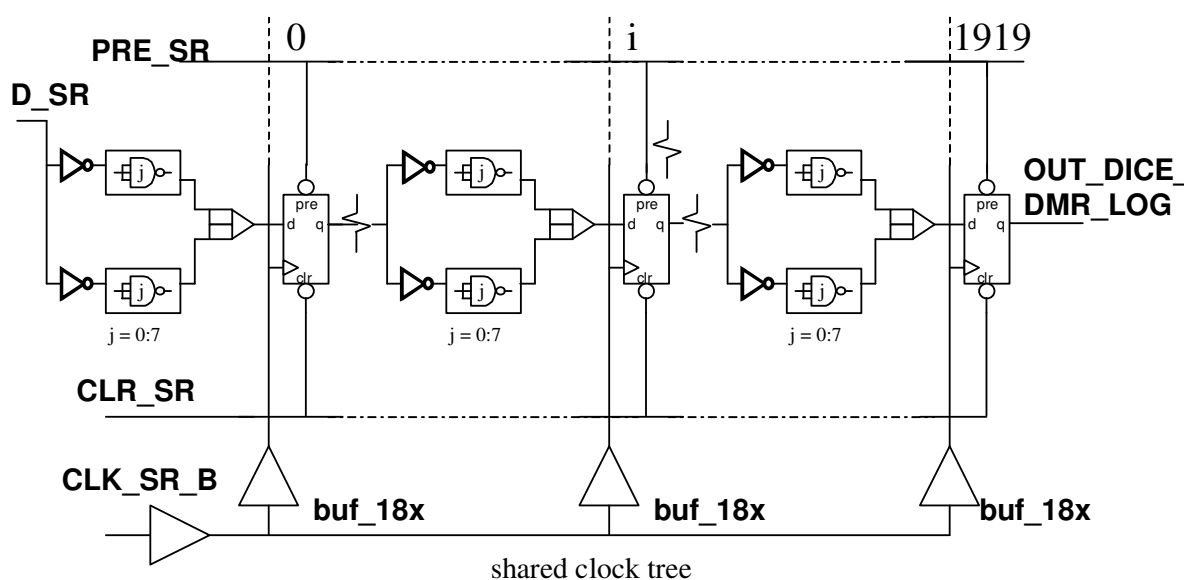 0
i
1919
PRE_SR
D_SR
j
j
j
pre
pre
pre
OUT_DICE_
DMR_LOG
d
q
d
q
d
q
clr
clr
clr
j
j
j
j = 0:7
j = 0:7
j = 0:7
CLR_SR
CLK_SR_B
buf_18x
buf_18x
buf_18x
shared clock tree